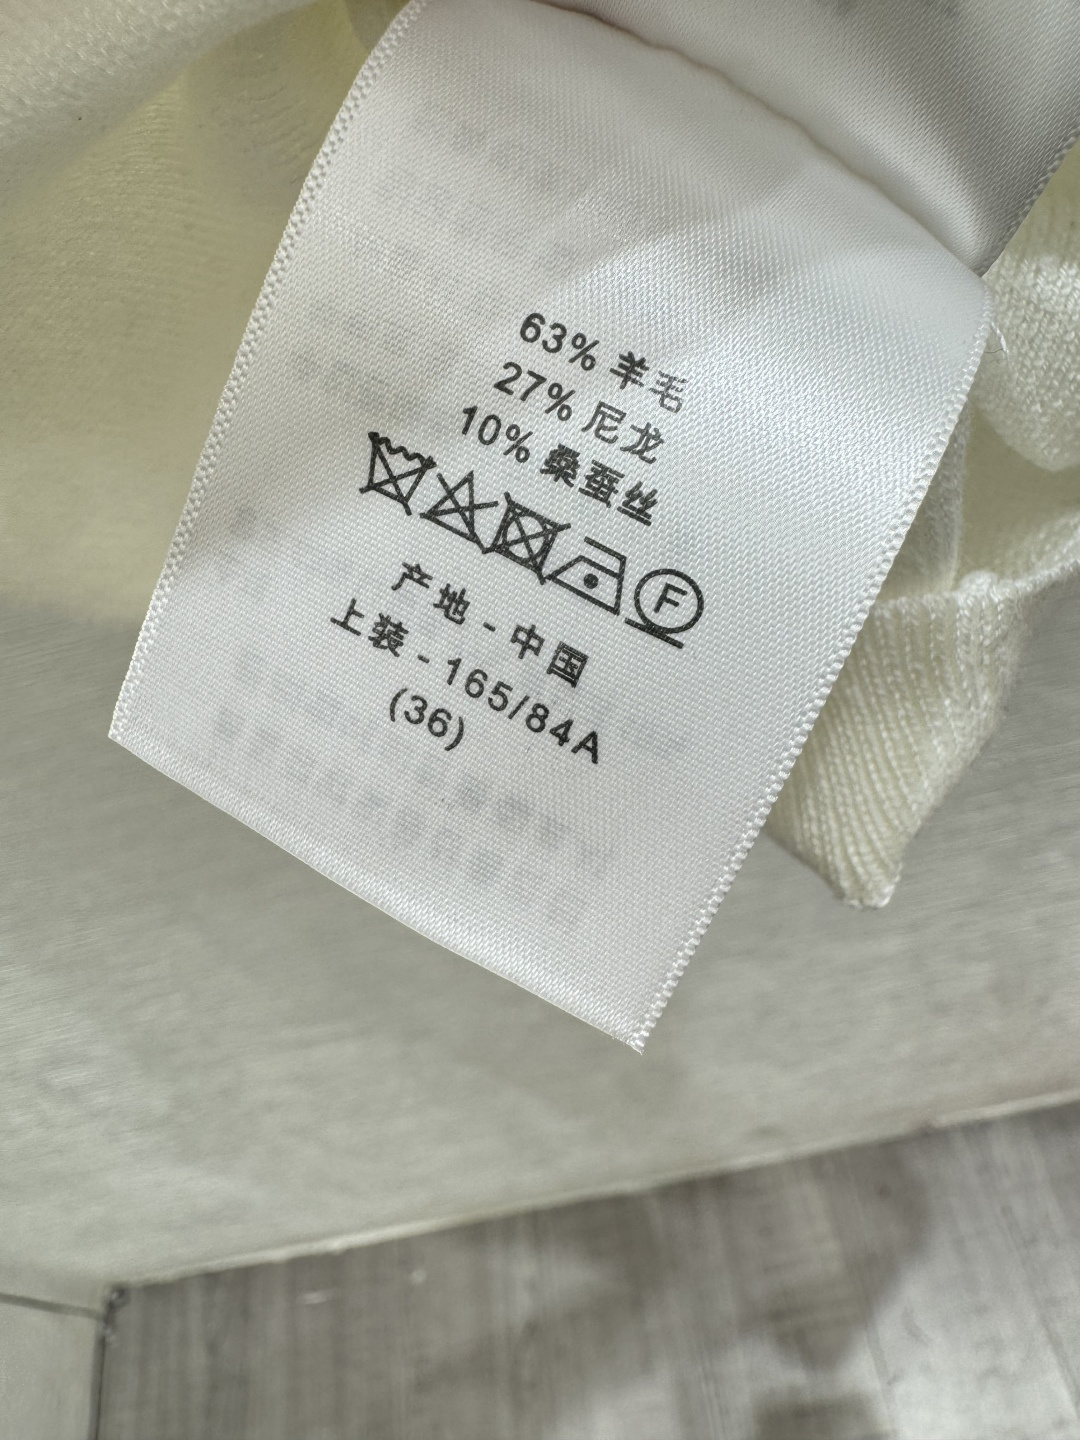 63% 羊毛
27% 尼龙
10% 桑蚕丝
F
产地 - 中国
上装 - 165/84A
(36)